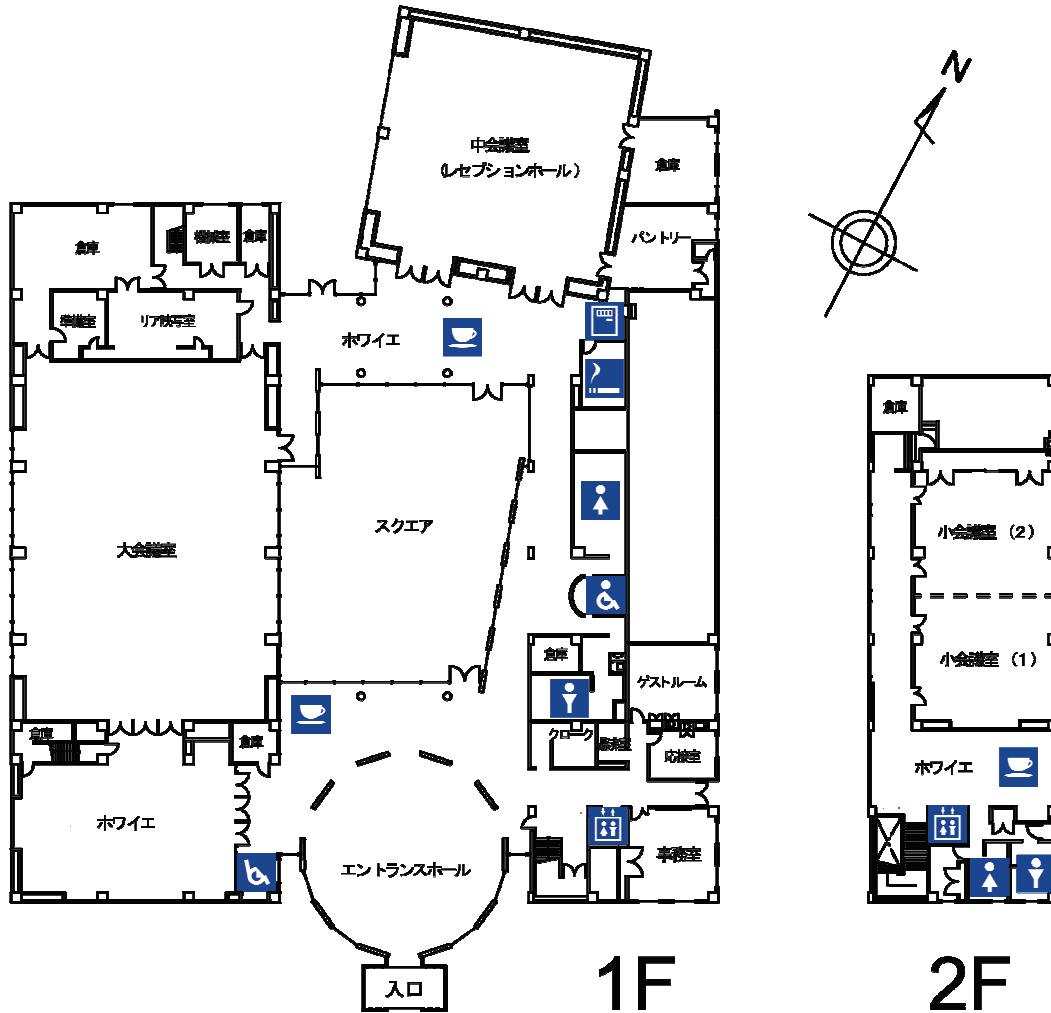 N
中会議室
(レセプションホール)
倉庫
パントリー
倉庫
機械室
倉庫
準備室
リア映写室
ホワイエ
倉庫
大会議室
スクエア
小会議室 (2)
小会議室 (1)
倉庫
ゲストルーム
倉庫
倉庫
クローク
応接室
ホワイエ
ホワイエ
エントランスホール
事務室
入口
1F
2F